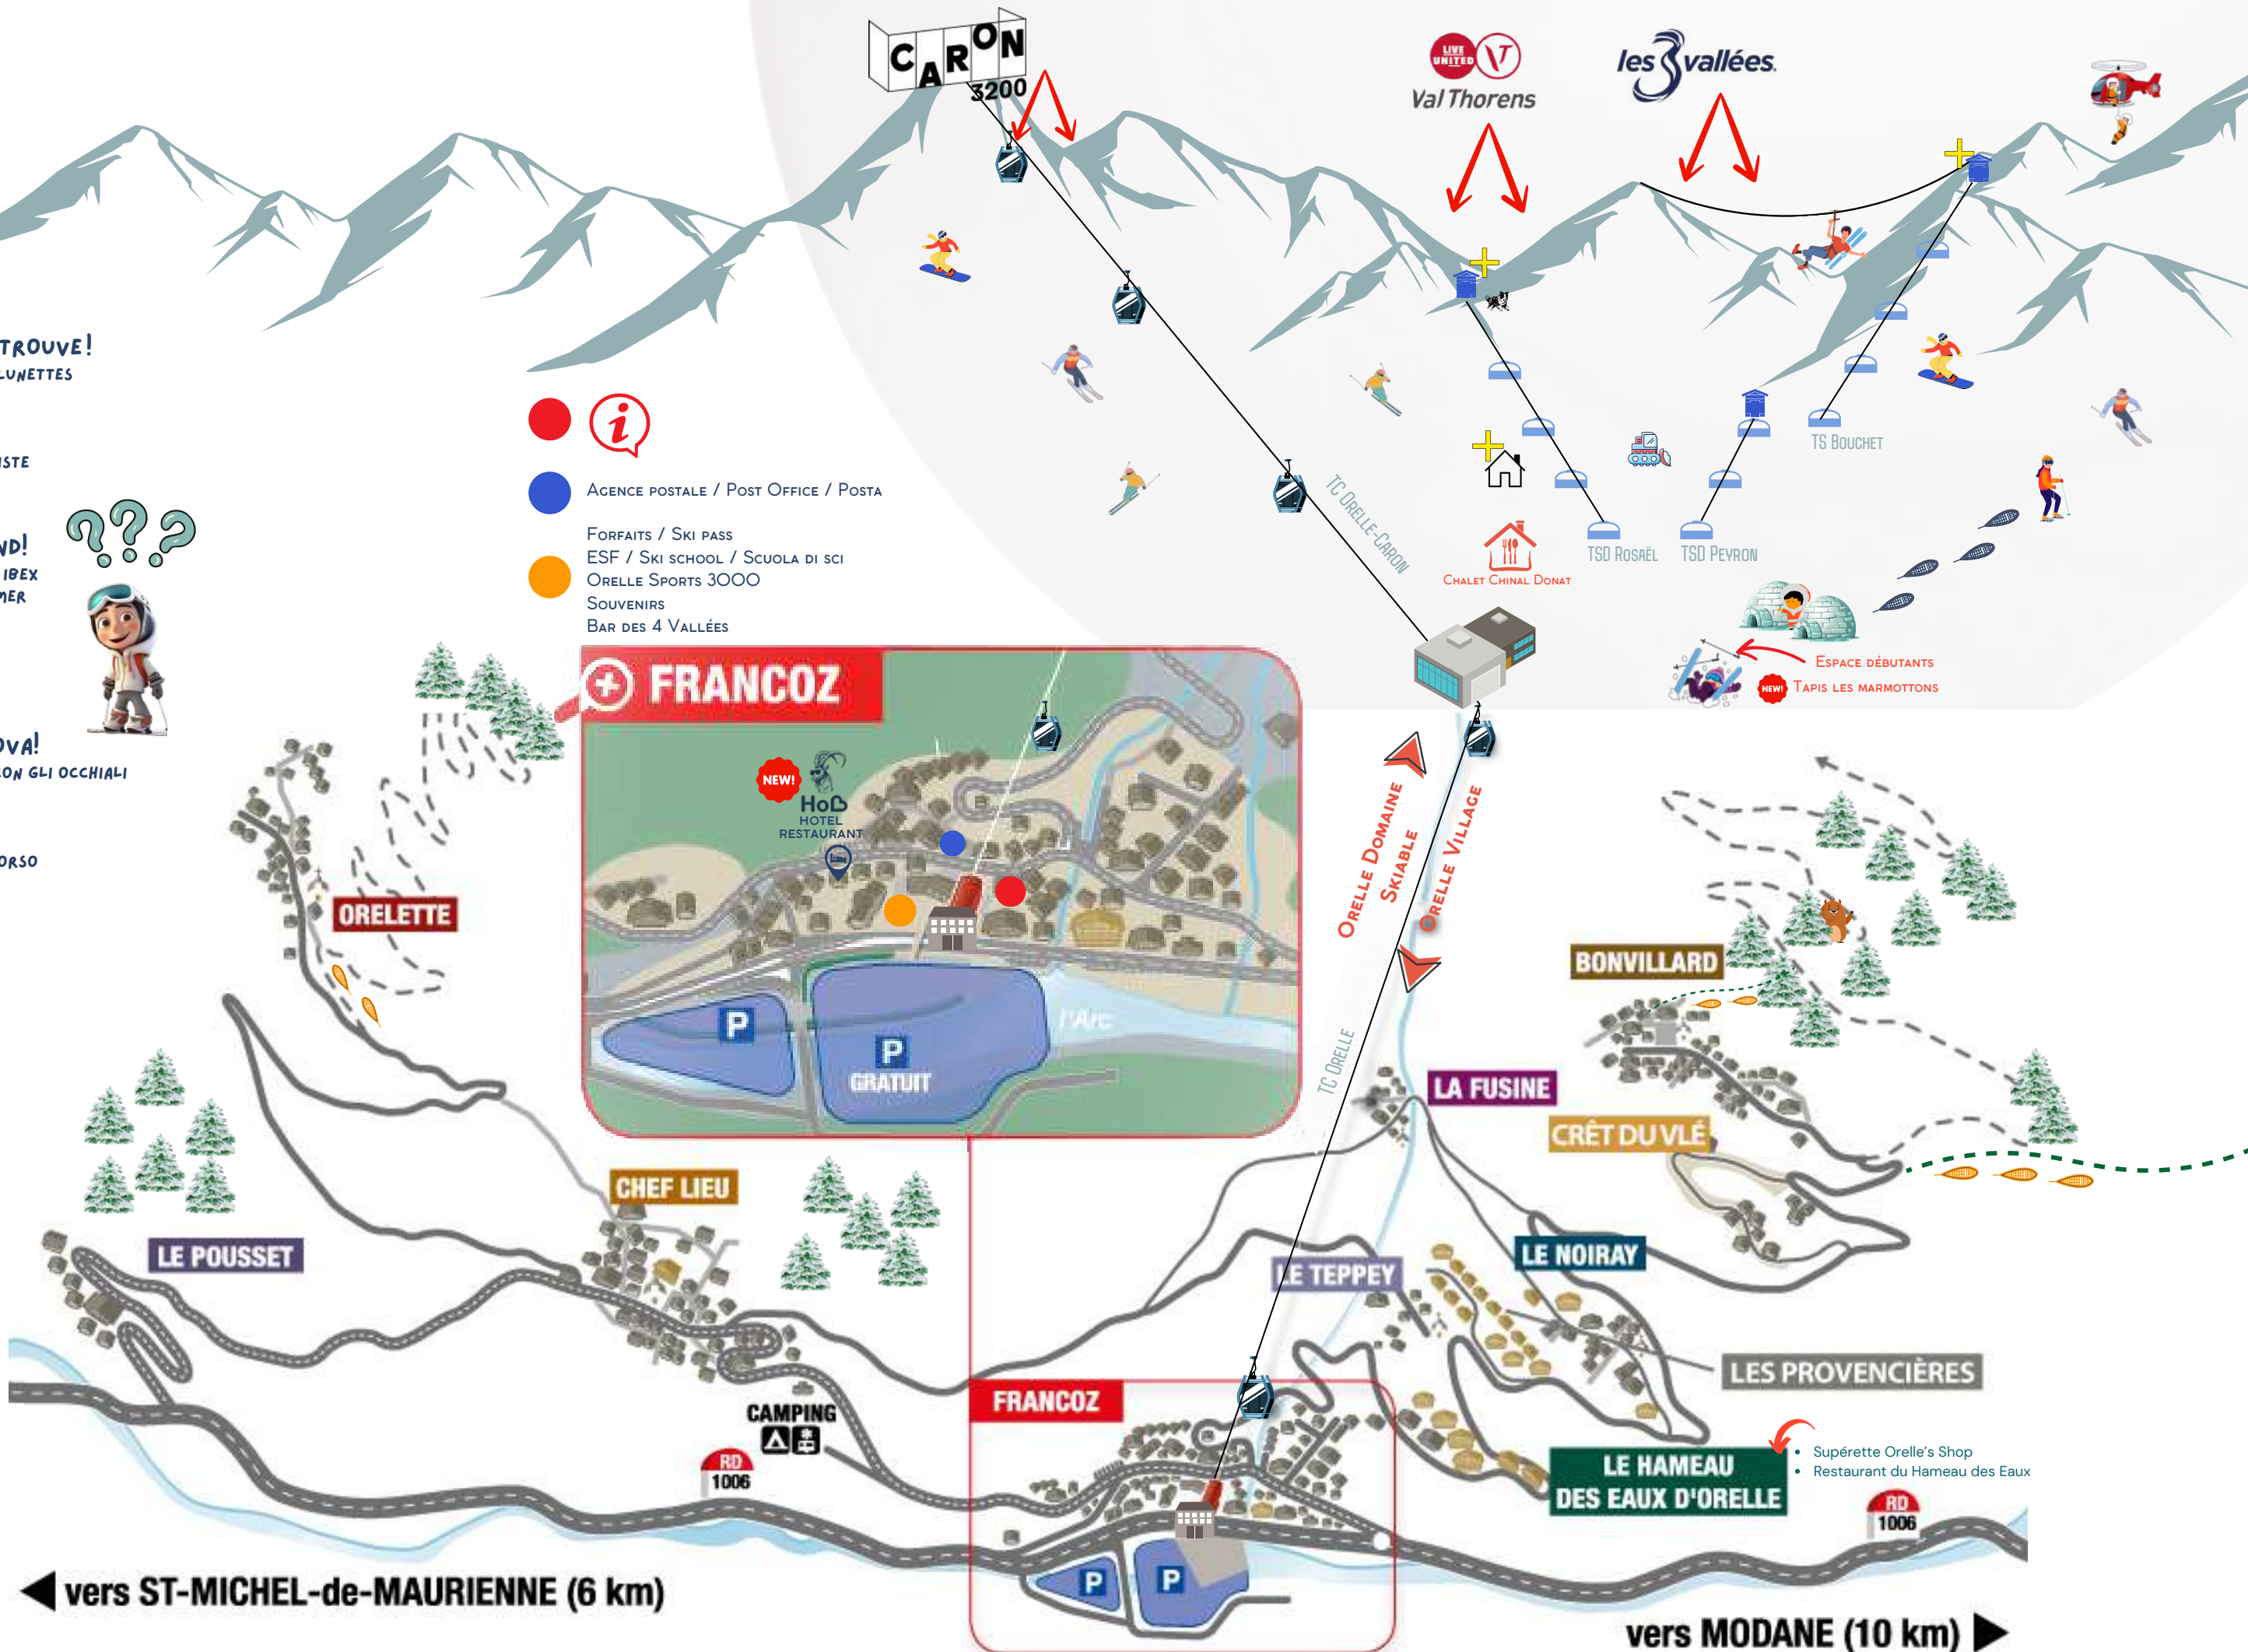 CARON
3200
LIVE UNITED
Val Thorens
les 3 vallées
TROUVE!
LUNETTES
ISTE
ND!
IBEX
MER
OVA!
ON GLI OCCHIALI
ORSO
i
Agence postale / Post Office / Posta
Forfaits / Ski pass
ESF / Ski school / Scuola di sci
Orelle Sports 3000
Souvenirs
Bar des 4 Vallées
TC Orelle-Caron
TS Bouchet
TSD Rosaël
TSD Peyron
Chalet Chinal Donat
Espace débutants
NEW!
Tapis les marmottons
FRANCOZ
NEW!
HoB
HOTEL
RESTAURANT
P
P
GRATUIT
l'Arc
Orelle Domaine
Skiable
Orelle Village
TC Orelle
ORELETTE
BONVILLARD
LA FUSINE
CRÊT DU VLÉ
CHEF LIEU
LE POUSSET
LE TEPPEY
LE NOIRAY
LES PROVENCIÈRES
FRANCOZ
CAMPING
RD
1006
LE HAMEAU
DES EAUX D'ORELLE
• Supérette Orelle's Shop
• Restaurant du Hameau des Eaux
RD
1006
P
P
vers ST-MICHEL-de-MAURIENNE (6 km)
vers MODANE (10 km)